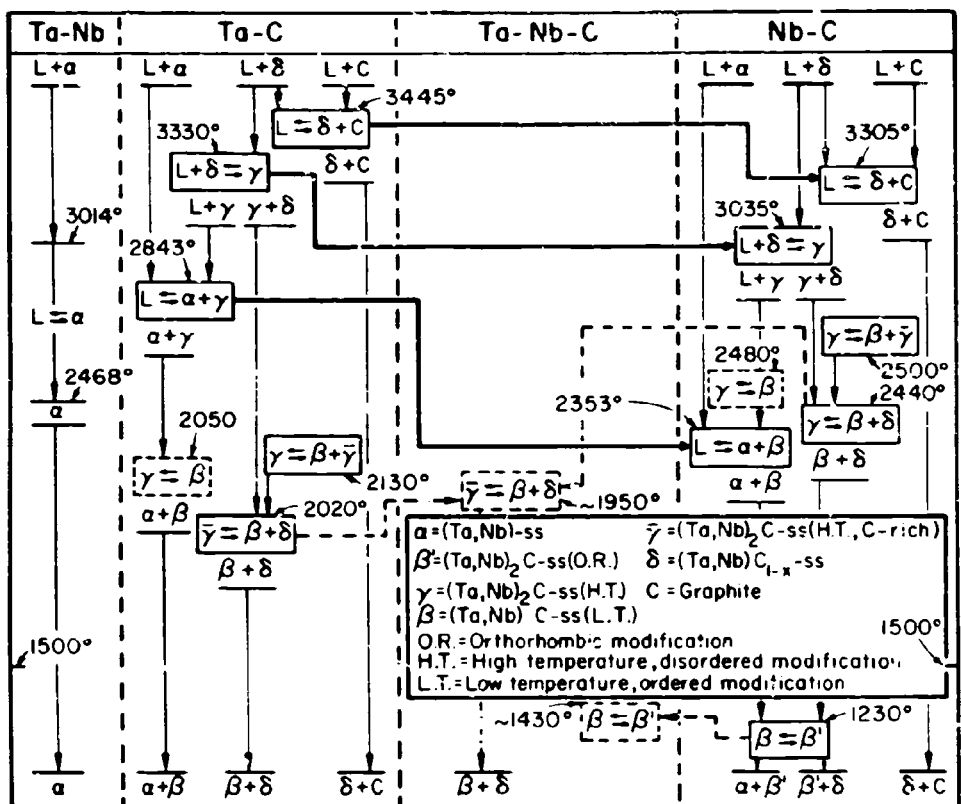 Ta-Nb Ta-C Ta-Nb-C Nb-C
L+α L+α L+δ L+C L+α L+δ L+C
3445°
L⇌δ+C
3330°
L+δ⇌γ
δ+C
3305°
L⇌δ+C
L+γ γ+δ
3014°
3035°
δ+C
L+δ⇌γ
2843°
L⇌α+γ
L+γ γ+δ
L⇌α
α+γ
γ⇌β+γ̄
2480°
2500°
γ⇌β
2468°
α
2440°
2353°
γ⇌β+δ
2050
L⇌α+β
γ⇌β+γ̄
β+δ
γ⇌β
2130°
γ̄⇌β+δ
α+β
~1950°
α+β
2020°
γ̄⇌β+δ
β+δ
α=(Ta,Nb)-ss γ̄=(Ta,Nb)₂C-ss(H.T., C-rich)
β'=(Ta,Nb)₂C-ss(O.R.) δ=(Ta,Nb)C₁₋ₓ-ss
γ=(Ta,Nb)₂C-ss(H.T.) C=Graphite
β=(Ta,Nb) C-ss(L.T.)
O.R.=Orthorhombic modification
H.T.=High temperature, disordered modification
L.T.=Low temperature, ordered modification
1500° 1500°
~1430°
β⇌β'
1230°
β⇌β'
α α+β β+δ δ+C β+δ α+β' β'+δ δ+C